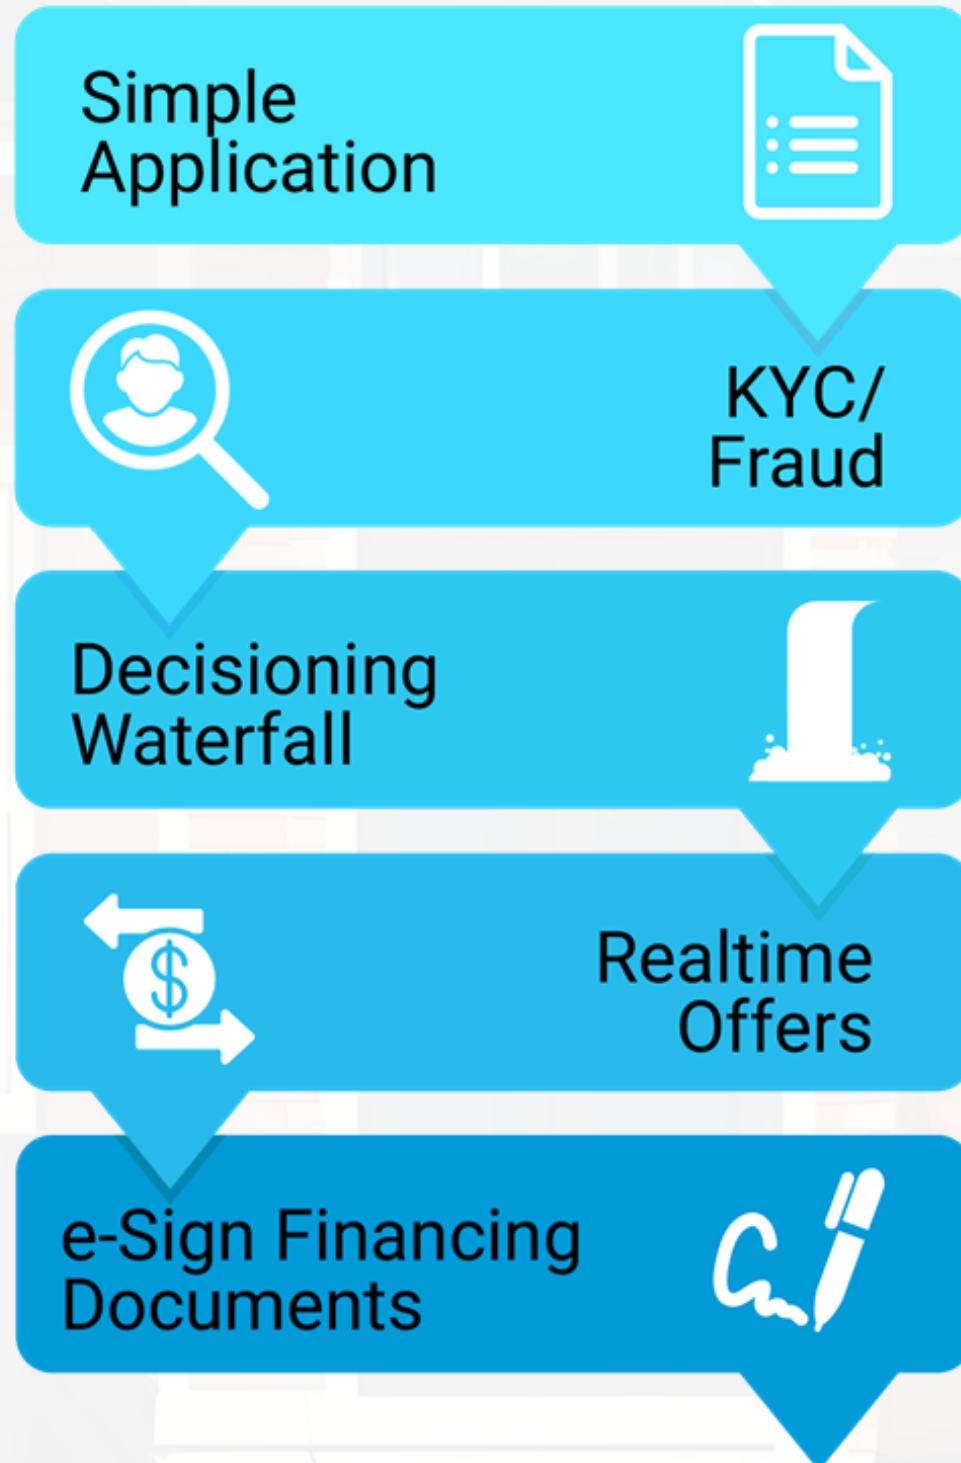 Simple
Application
KYC/
Fraud
Decisioning
Waterfall
$
Realtime
Offers
e-Sign Financing
Documents